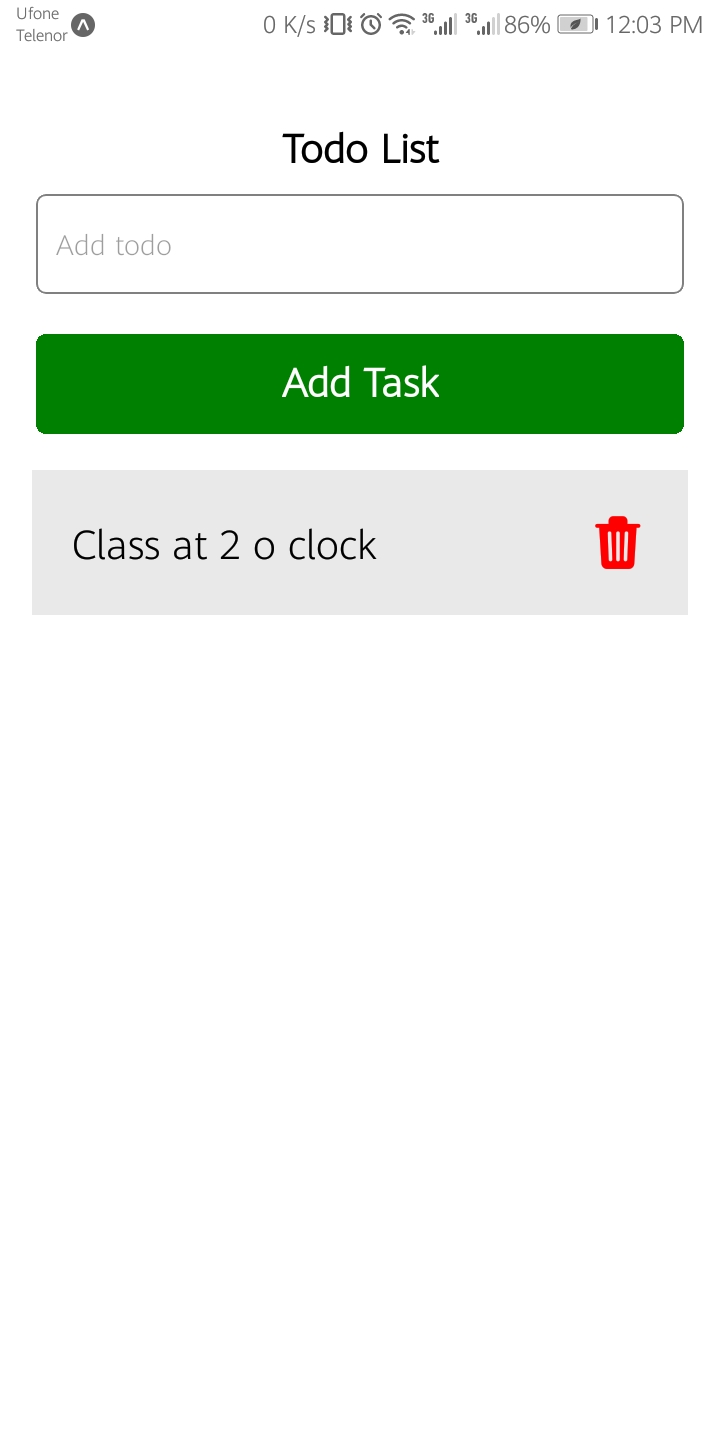 Ufone
Telenor
0 K/s 3G 3G 86% 12:03 PM
Todo List
Add todo
Add Task
Class at 2 o clock